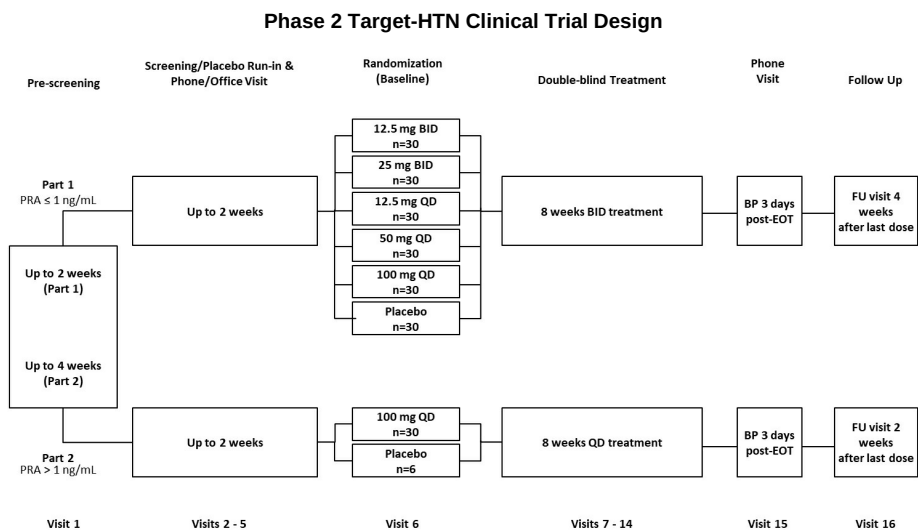 Phase 2 Target-HTN Clinical Trial Design
Pre-screening
Screening/Placebo Run-in &
Phone/Office Visit
Randomization
(Baseline)
Double-blind Treatment
Phone
Visit
Follow Up
Part 1
PRA ≤ 1 ng/mL
Up to 2 weeks
12.5 mg BID
n=30
25 mg BID
n=30
12.5 mg QD
n=30
50 mg QD
n=30
100 mg QD
n=30
Placebo
n=30
8 weeks BID treatment
BP 3 days
post-EOT
FU visit 4
weeks
after last dose
Up to 2 weeks
(Part 1)
Up to 4 weeks
(Part 2)
Part 2
PRA > 1 ng/mL
Up to 2 weeks
100 mg QD
n=30
Placebo
n=6
8 weeks QD treatment
BP 3 days
post-EOT
FU visit 2
weeks
after last dose
Visit 1
Visits 2 - 5
Visit 6
Visits 7 - 14
Visit 15
Visit 16